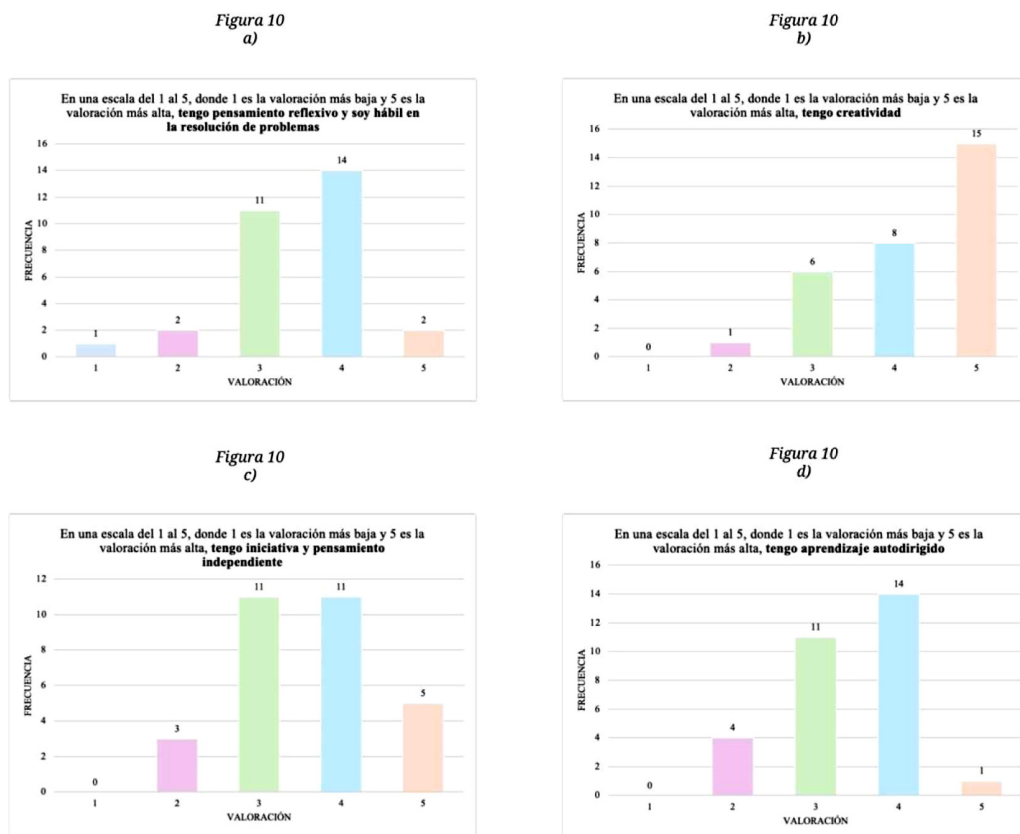 Figura 10
a)
En una escala del 1 al 5, donde 1 es la valoración más baja y 5 es la
valoración más alta, tengo pensamiento reflexivo y soy hábil en
la resolución de problemas
16
14
12
10
8
6
4
2
0
FRECUENCIA
1
2
11
14
2
1
2
3
4
5
VALORACIÓN
Figura 10
b)
En una escala del 1 al 5, donde 1 es la valoración más baja y 5 es la
valoración más alta, tengo creatividad
16
14
12
10
8
6
4
2
0
FRECUENCIA
0
1
6
8
15
1
2
3
4
5
VALORACIÓN
Figura 10
c)
En una escala del 1 al 5, donde 1 es la valoración más baja y 5 es la
valoración más alta, tengo iniciativa y pensamiento
independiente
12
10
8
6
4
2
0
FRECUENCIA
0
3
11
11
5
1
2
3
4
5
VALORACIÓN
Figura 10
d)
En una escala del 1 al 5, donde 1 es la valoración más baja y 5 es la
valoración más alta, tengo aprendizaje autodirigido
16
14
12
10
8
6
4
2
0
FRECUENCIA
0
4
11
14
1
1
2
3
4
5
VALORACIÓN